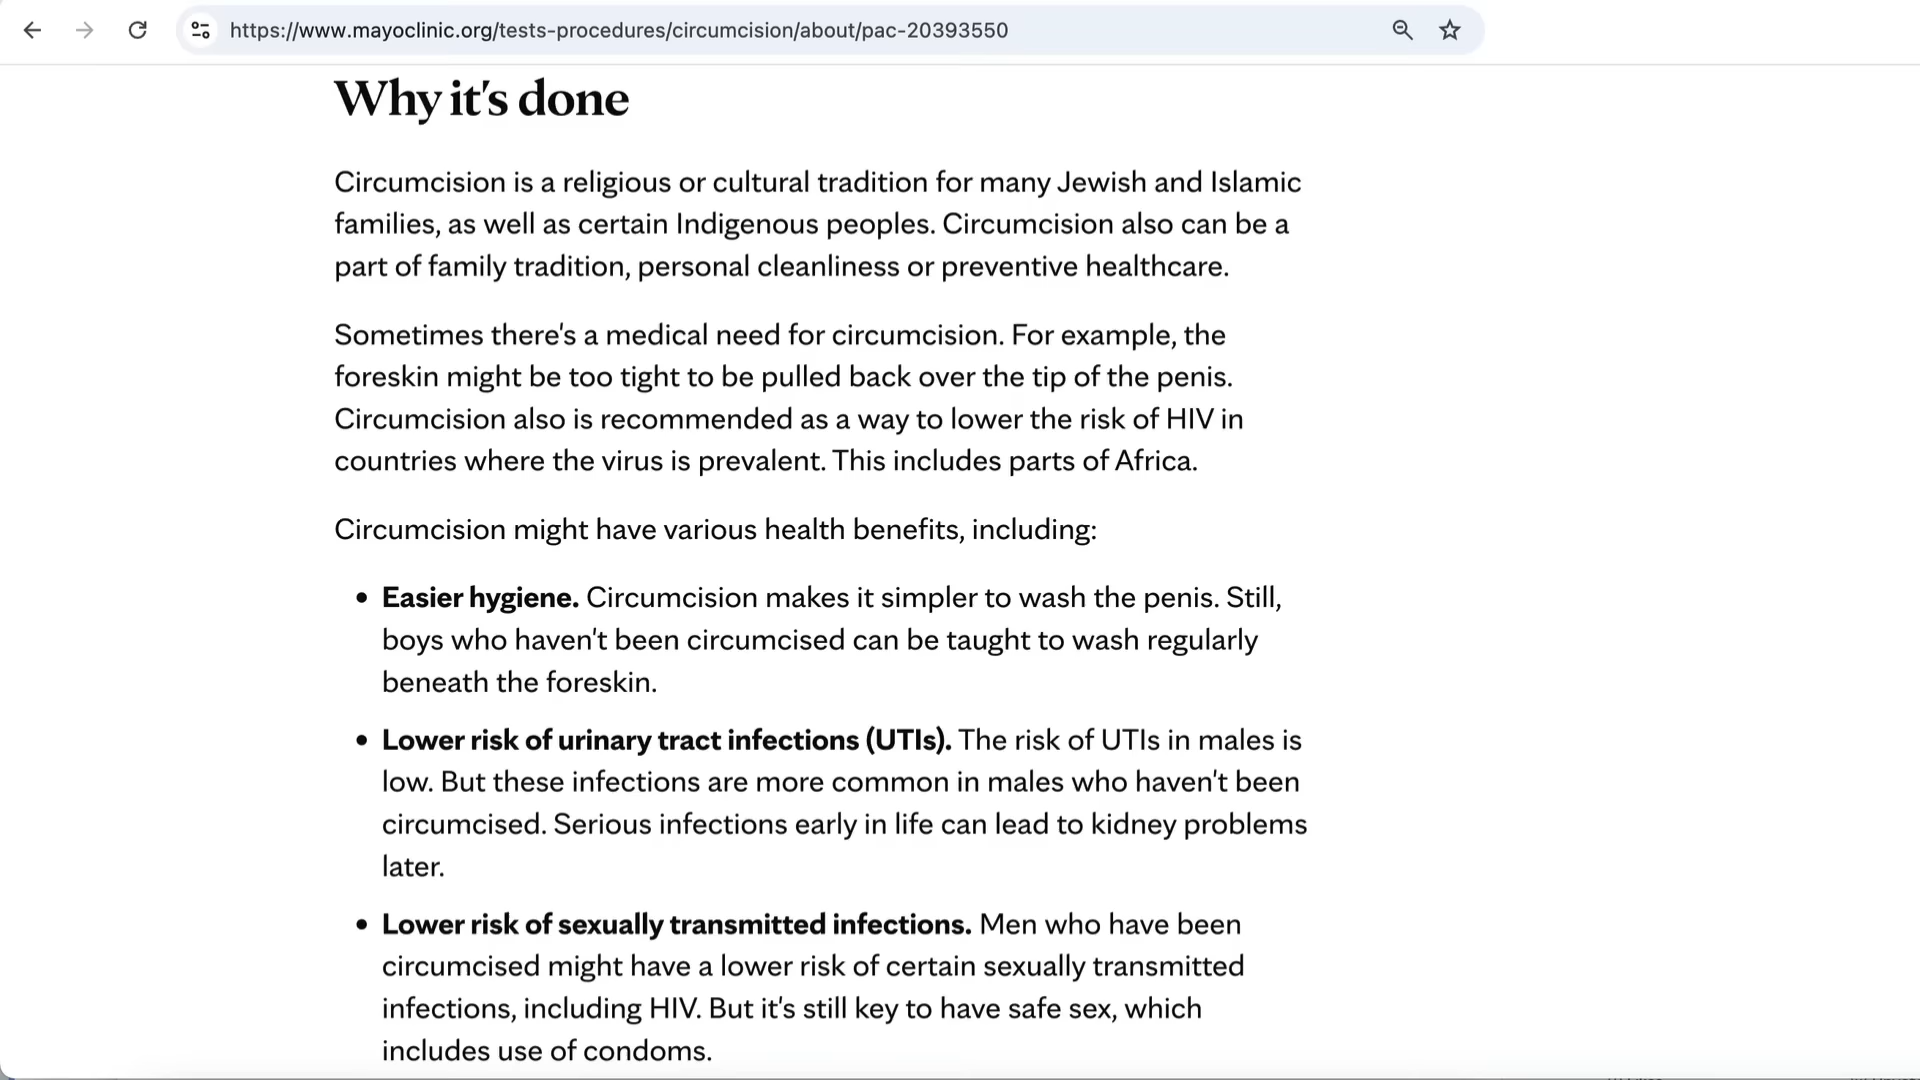 https://www.mayoclinic.org/tests-procedures/circumcision/about/pac-20393550
Why it's done
Circumcision is a religious or cultural tradition for many Jewish and Islamic
families, as well as certain Indigenous peoples. Circumcision also can be a
part of family tradition, personal cleanliness or preventive healthcare.
Sometimes there's a medical need for circumcision. For example, the
foreskin might be too tight to be pulled back over the tip of the penis.
Circumcision also is recommended as a way to lower the risk of HIV in
countries where the virus is prevalent. This includes parts of Africa.
Circumcision might have various health benefits, including:
• Easier hygiene. Circumcision makes it simpler to wash the penis. Still,
boys who haven't been circumcised can be taught to wash regularly
beneath the foreskin.
• Lower risk of urinary tract infections (UTIs). The risk of UTIs in males is
low. But these infections are more common in males who haven't been
circumcised. Serious infections early in life can lead to kidney problems
later.
• Lower risk of sexually transmitted infections. Men who have been
circumcised might have a lower risk of certain sexually transmitted
infections, including HIV. But it's still key to have safe sex, which
includes use of condoms.